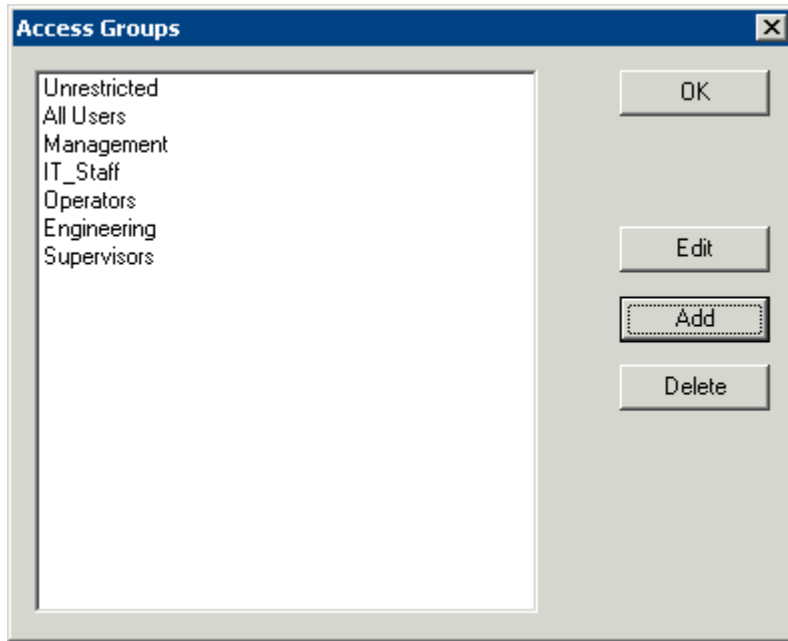 Access Groups
Unrestricted
All Users
Management
IT_Staff
Operators
Engineering
Supervisors
OK
Edit
Add
Delete